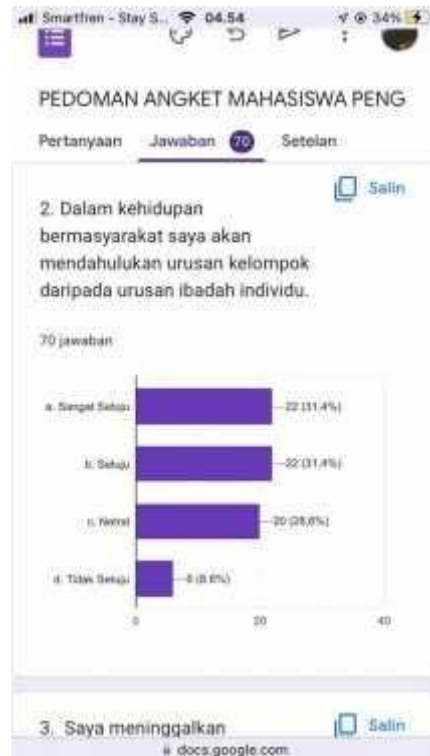 Smartfren - Stay S... 04.54 34%
PEDOMAN ANGKET MAHASISWA PENG
Pertanyaan Jawaban 70 Setelan
Salin
2. Dalam kehidupan
bermasyarakat saya akan
mendahulukan urusan kelompok
daripada urusan ibadah individu.
70 jawaban
a. Sangat Setuju 22 (31,4%)
b. Setuju 22 (31,4%)
c. Netral 20 (28,6%)
d. Tidak Setuju 6 (8,6%)
0 20 40
3. Saya meninggalkan Salin
docs.google.com